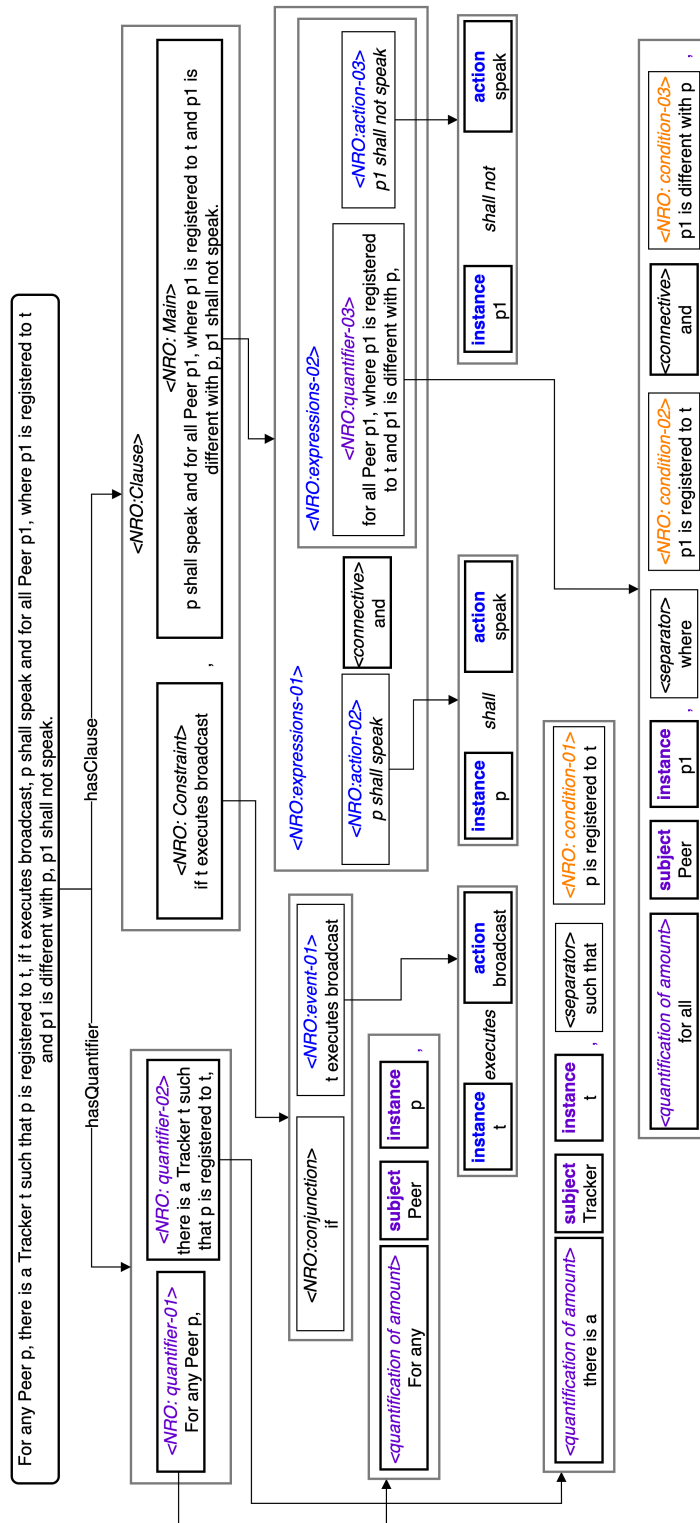 For any Peer p, there is a Tracker t such that p is registered to t, if t executes broadcast, p shall speak and for all Peer p1, where p1 is registered to t
and p1 is different with p, p1 shall not speak.
hasQuantifier
hasClause
<NRO: quantifier-01>
For any Peer p,
<NRO: quantifier-02>
there is a Tracker t such
that p is registered to t,
<NRO:Clause>
<NRO: Constraint>
if t executes broadcast
,
<NRO: Main>
p shall speak and for all Peer p1, where p1 is registered to t and p1 is
different with p, p1 shall not speak.
<NRO:conjunction>
if
<NRO:event-01>
t executes broadcast
<NRO:expressions-01>
<NRO:action-02>
p shall speak
<connective>
and
<NRO:expressions-02>
<NRO:quantifier-03>
for all Peer p1, where p1 is registered
to t and p1 is different with p,
<NRO:action-03>
p1 shall not speak
<quantification of amount>
For any
subject
Peer
instance
p
,
instance
t
executes
action
broadcast
instance
p
shall
action
speak
instance
p1
shall not
action
speak
<quantification of amount>
there is a
subject
Tracker
instance
t
,
<separator>
such that
<NRO: condition-01>
p is registered to t
<quantification of amount>
for all
subject
Peer
instance
p1
,
<separator>
where
<NRO: condition-02>
p1 is registered to t
<connective>
and
<NRO: condition-03>
p1 is different with p
,